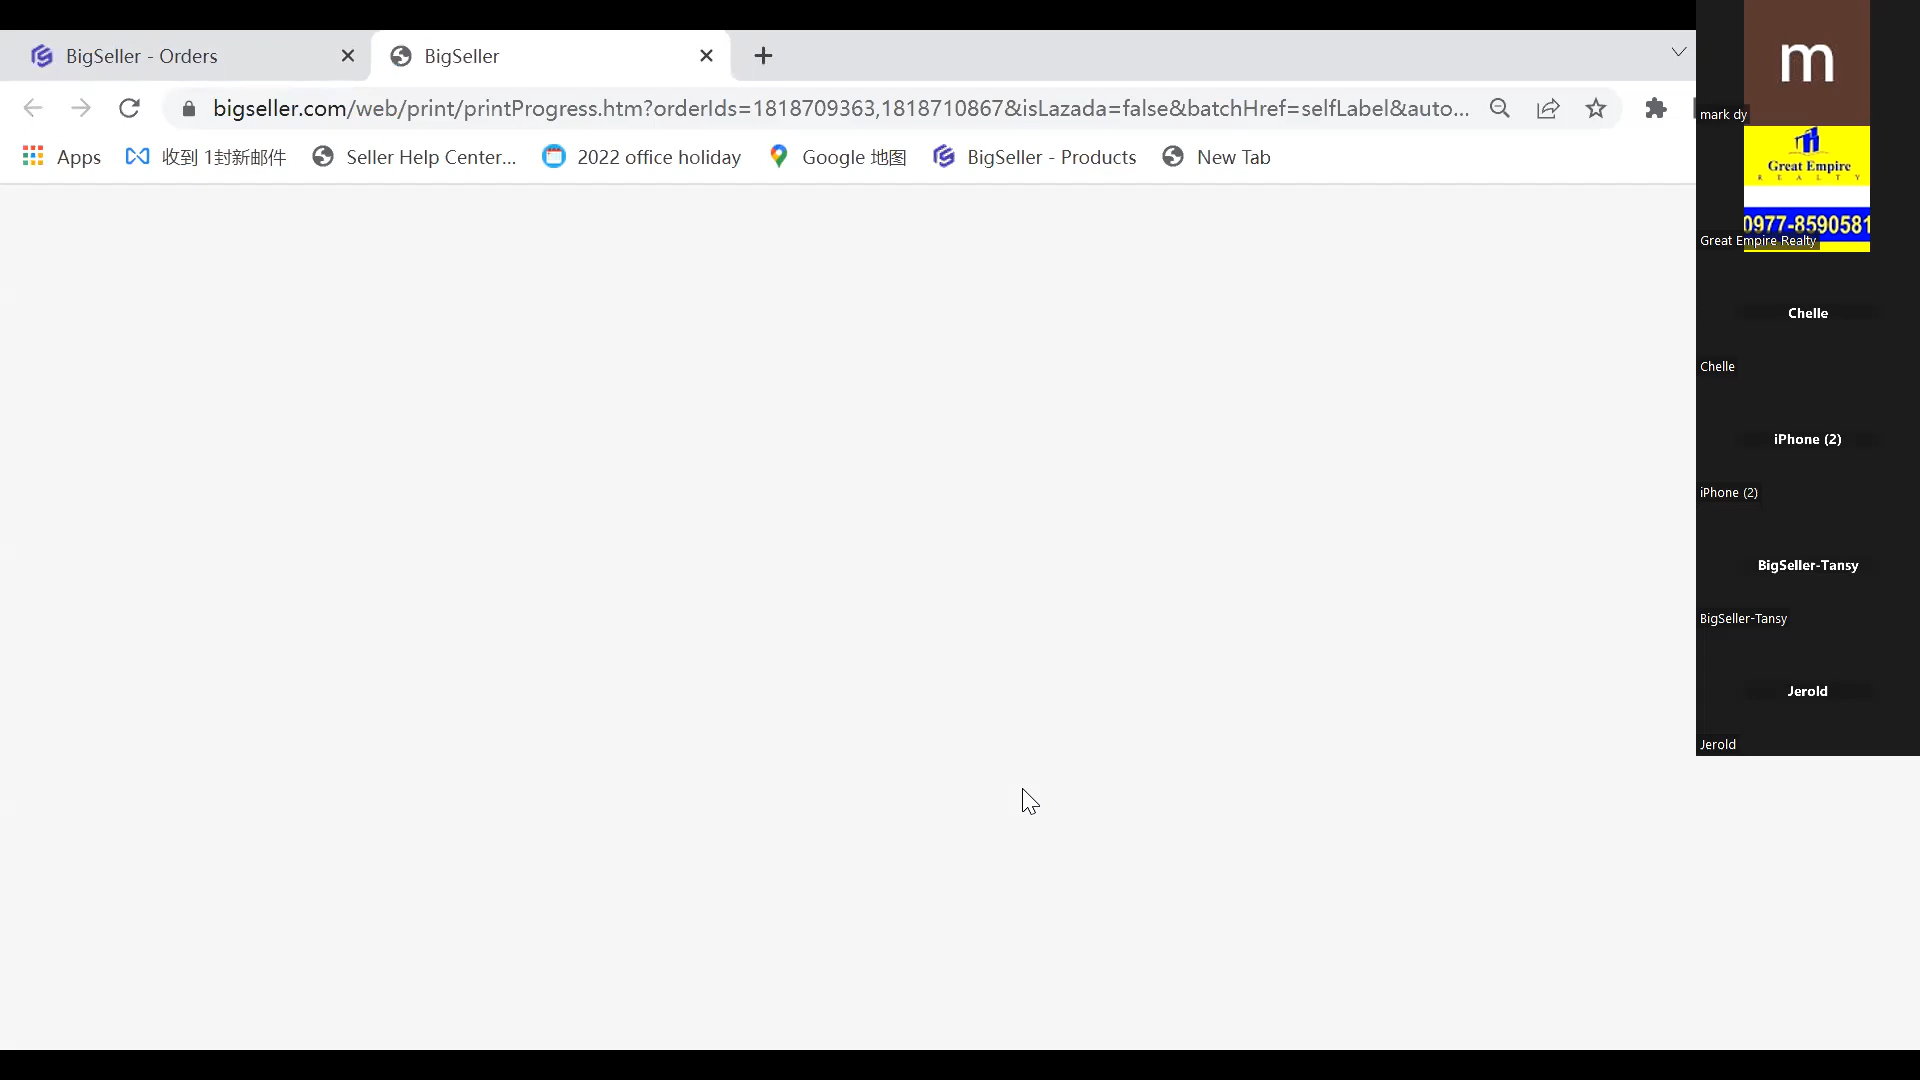 BigSeller - Orders
BigSeller
bigseller.com/web/print/printProgress.htm?orderIds=1818709363,1818710867&isLazada=false&batchHref=selfLabel&auto...
Apps
收到 1封新邮件
Seller Help Center...
2022 office holiday
Google 地图
BigSeller - Products
New Tab
m
mark dy
Great Empire
REALTY
0977-8590581
Great Empire Realty
Chelle
Chelle
iPhone (2)
iPhone (2)
BigSeller-Tansy
BigSeller-Tansy
Jerold
Jerold